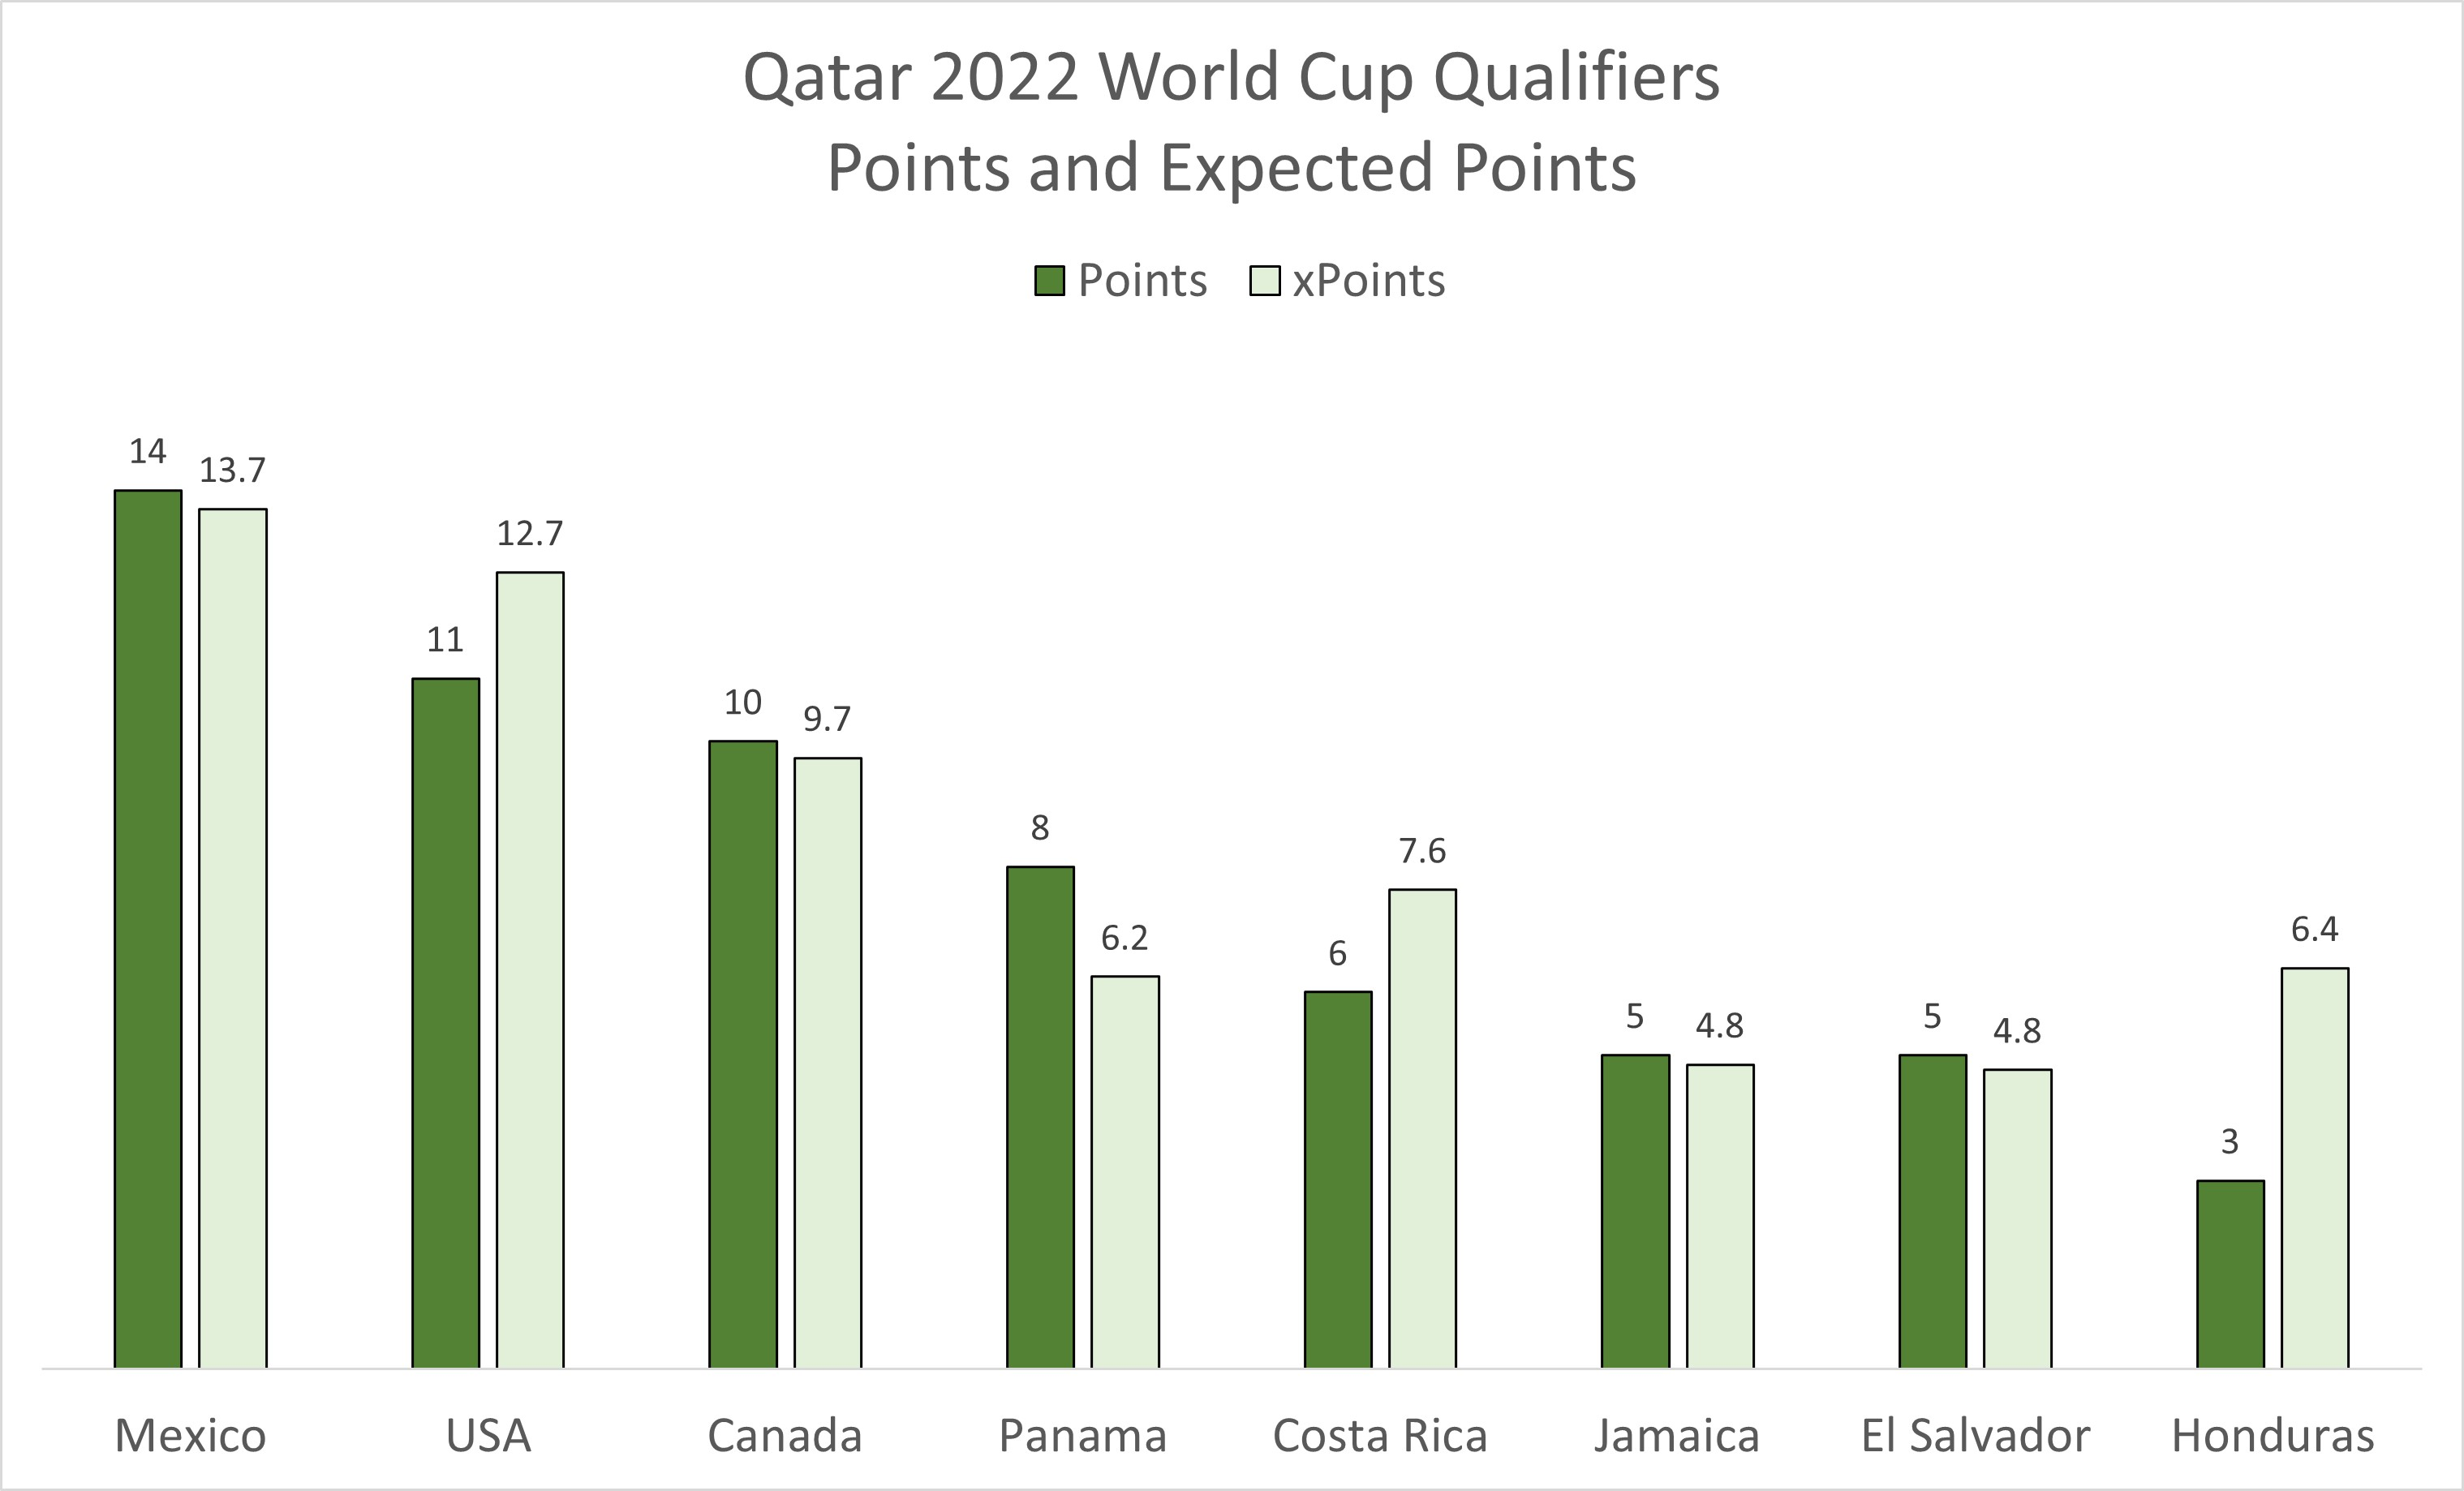 Qatar 2022 World Cup Qualifiers
Points and Expected Points
Points xPoints
14 13.7 11 12.7 10 9.7 8 6.2 6 7.6 5 4.8 5 4.8 3 6.4
Mexico USA Canada Panama Costa Rica Jamaica El Salvador Honduras